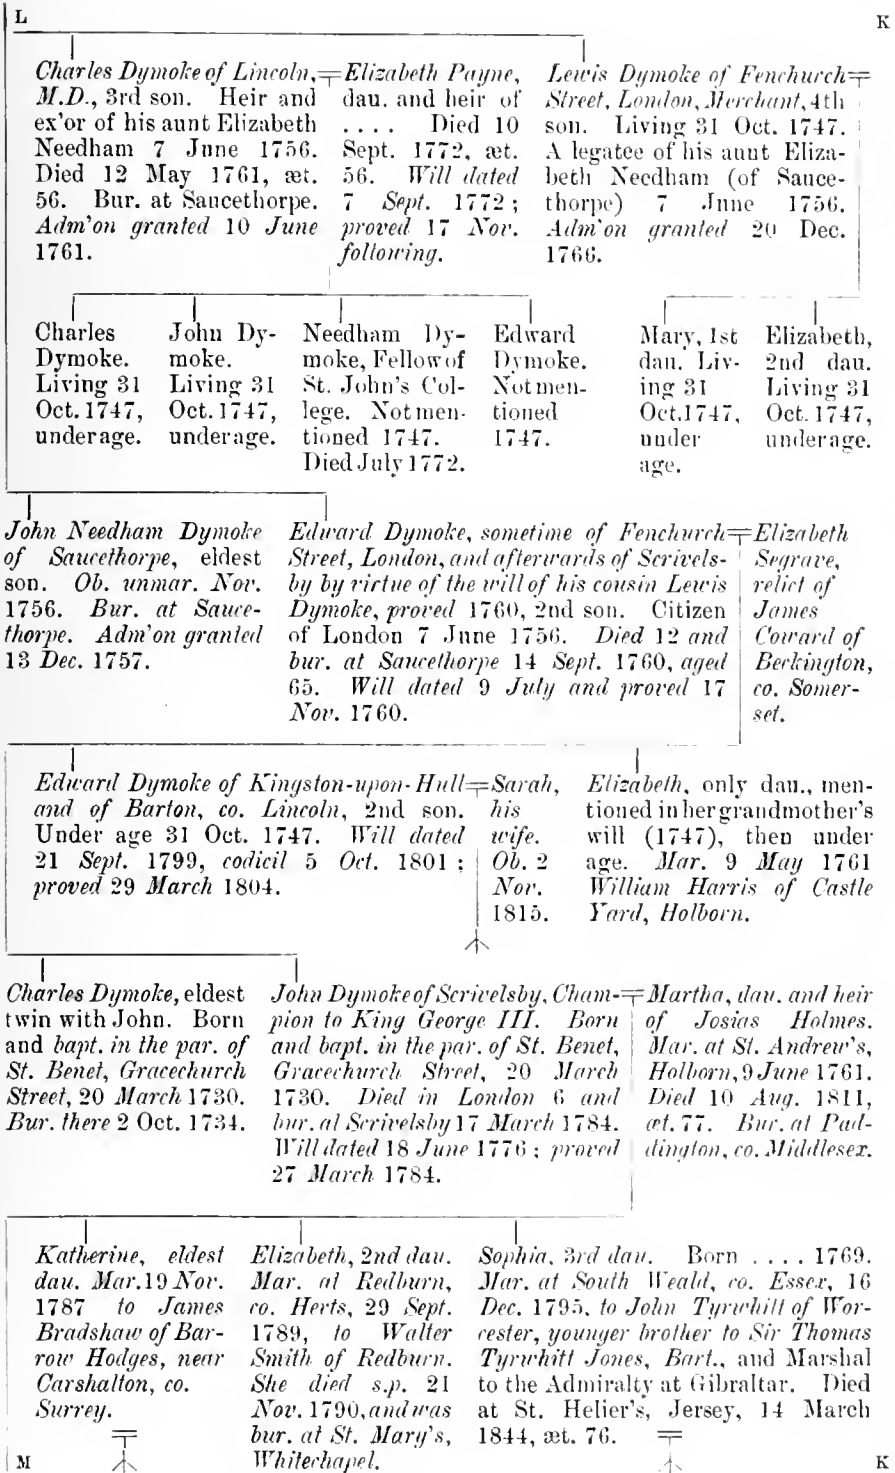 L
K
Charles Dymoke of Lincoln,
M.D., 3rd son. Heir and
ex'or of his aunt Elizabeth
Needham 7 June 1756.
Died 12 May 1761, æt.
56. Bur. at Saucethorpe.
Adm'on granted 10 June
1761.
Elizabeth Payne,
dau. and heir of
. . . . Died 10
Sept. 1772, æt.
56. Will dated
7 Sept. 1772;
proved 17 Nov.
following.
Lewis Dymoke of Fenchurch
Street, London, Merchant, 4th
son. Living 31 Oct. 1747.
A legatee of his aunt Eliza-
beth Needham (of Sauce-
thorpe) 7 June 1756.
Adm'on granted 20 Dec.
1766.
Charles
Dymoke.
Living 31
Oct. 1747,
under age.
John Dy-
moke.
Living 31
Oct. 1747,
under age.
Needham Dy-
moke, Fellow of
St. John's Col-
lege. Not men-
tioned 1747.
Died July 1772.
Edward
Dymoke.
Not men-
tioned
1747.
Mary, 1st
dau. Liv-
ing 31
Oct. 1747,
under
age.
Elizabeth,
2nd dau.
Living 31
Oct. 1747,
under age.
John Needham Dymoke
of Saucethorpe, eldest
son. Ob. unmar. Nov.
1756. Bur. at Sauce-
thorpe. Adm'on granted
13 Dec. 1757.
Edward Dymoke, sometime of Fenchurch
Street, London, and afterwards of Scrivels-
by by virtue of the will of his cousin Lewis
Dymoke, proved 1760, 2nd son. Citizen
of London 7 June 1756. Died 12 and
bur. at Saucethorpe 14 Sept. 1760, aged
65. Will dated 9 July and proved 17
Nov. 1760.
Elizabeth
Segrave,
relict of
James
Coward of
Berkington,
co. Somer-
set.
Edward Dymoke of Kingston-upon-Hull
and of Barton, co. Lincoln, 2nd son.
Under age 31 Oct. 1747. Will dated
21 Sept. 1799, codicil 5 Oct. 1801;
proved 29 March 1804.
Sarah,
his
wife.
Ob. 2
Nov.
1815.
Elizabeth, only dau., men-
tioned in her grandmother's
will (1747), then under
age. Mar. 9 May 1761
William Harris of Castle
Yard, Holborn.
Charles Dymoke, eldest
twin with John. Born
and bapt. in the par. of
St. Benet, Gracechurch
Street, 20 March 1730.
Bur. there 2 Oct. 1734.
John Dymoke of Scrivelsby, Cham-
pion to King George III. Born
and bapt. in the par. of St. Benet,
Gracechurch Street, 20 March
1730. Died in London 6 and
bur. at Scrivelsby 17 March 1784.
Will dated 18 June 1776; proved
27 March 1784.
Martha, dau. and heir
of Josias Holmes.
Mar. at St. Andrew's,
Holborn, 9 June 1761.
Died 10 Aug. 1811,
æt. 77. Bur. at Pad-
dington, co. Middlesex.
Katherine, eldest
dau. Mar. 19 Nov.
1787 to James
Bradshaw of Bar-
row Hodges, near
Carshalton, co.
Surrey.
Elizabeth, 2nd dau.
Mar. at Redburn,
co. Herts, 29 Sept.
1789, to Walter
Smith of Redburn.
She died s.p. 21
Nov. 1790, and was
bur. at St. Mary's,
Whitechapel.
Sophia, 3rd dau. Born . . . . 1769.
Mar. at South Weald, co. Essex, 16
Dec. 1795, to John Tyrwhitt of Wor-
cester, younger brother to Sir Thomas
Tyrwhitt Jones, Bart., and Marshal
to the Admiralty at Gibraltar. Died
at St. Helier's, Jersey, 14 March
1844, æt. 76.
M
K